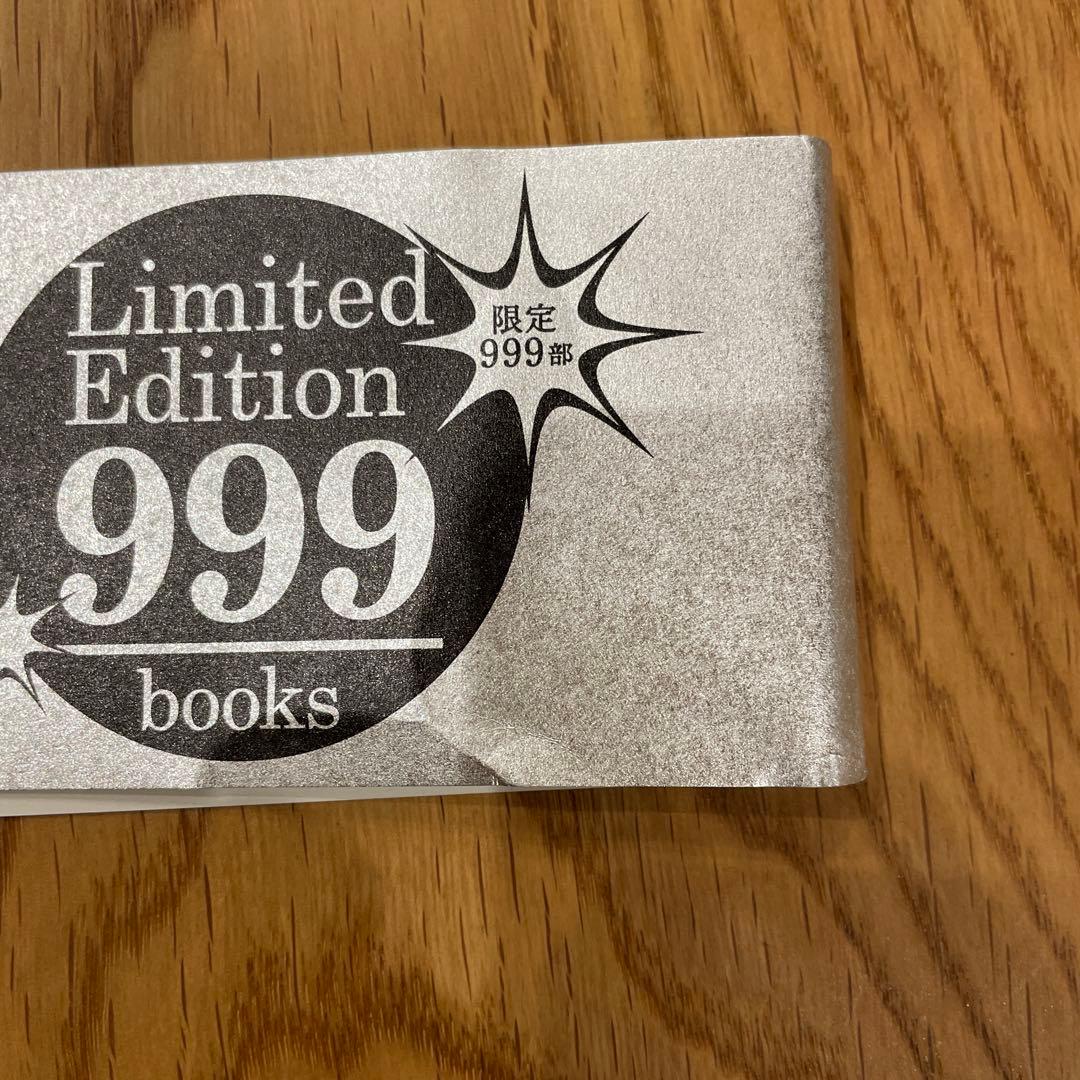 Limited
Edition
999
books
限定
999部